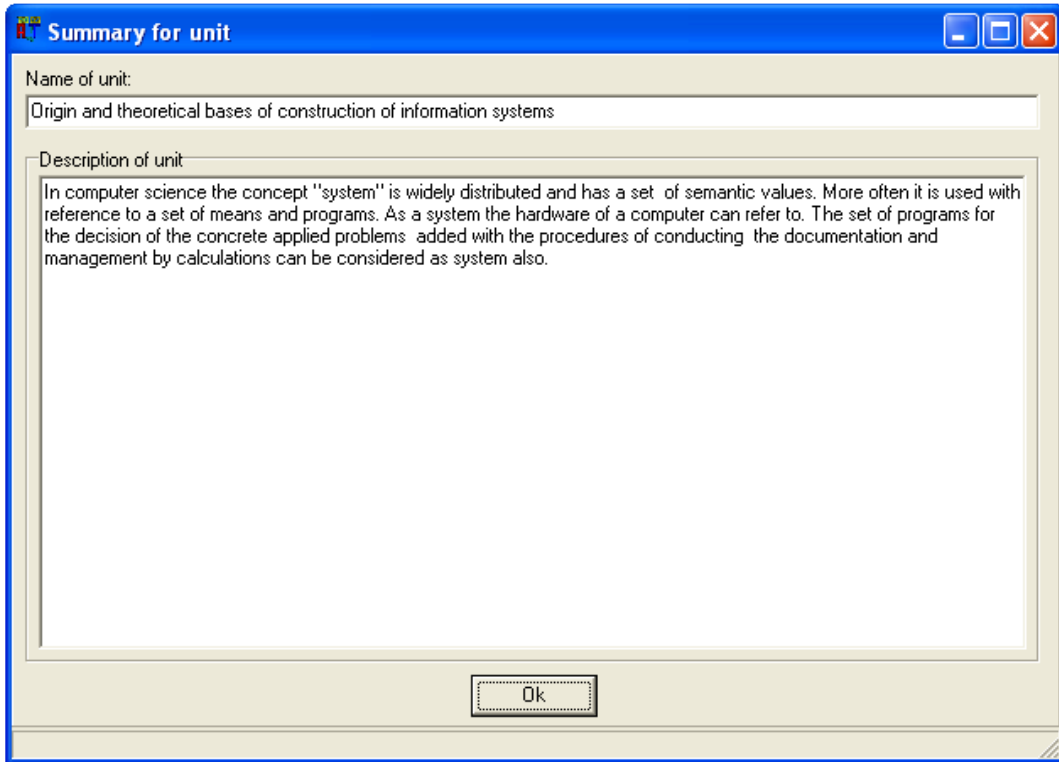 Summary for unit
Name of unit:
Origin and theoretical bases of construction of information systems
Description of unit
In computer science the concept "system" is widely distributed and has a set  of semantic values. More often it is used with
reference to a set of means and programs. As a system the hardware of a computer can refer to. The set of programs for
the decision of the concrete applied problems  added with the procedures of conducting  the documentation and
management by calculations can be considered as system also.
Ok